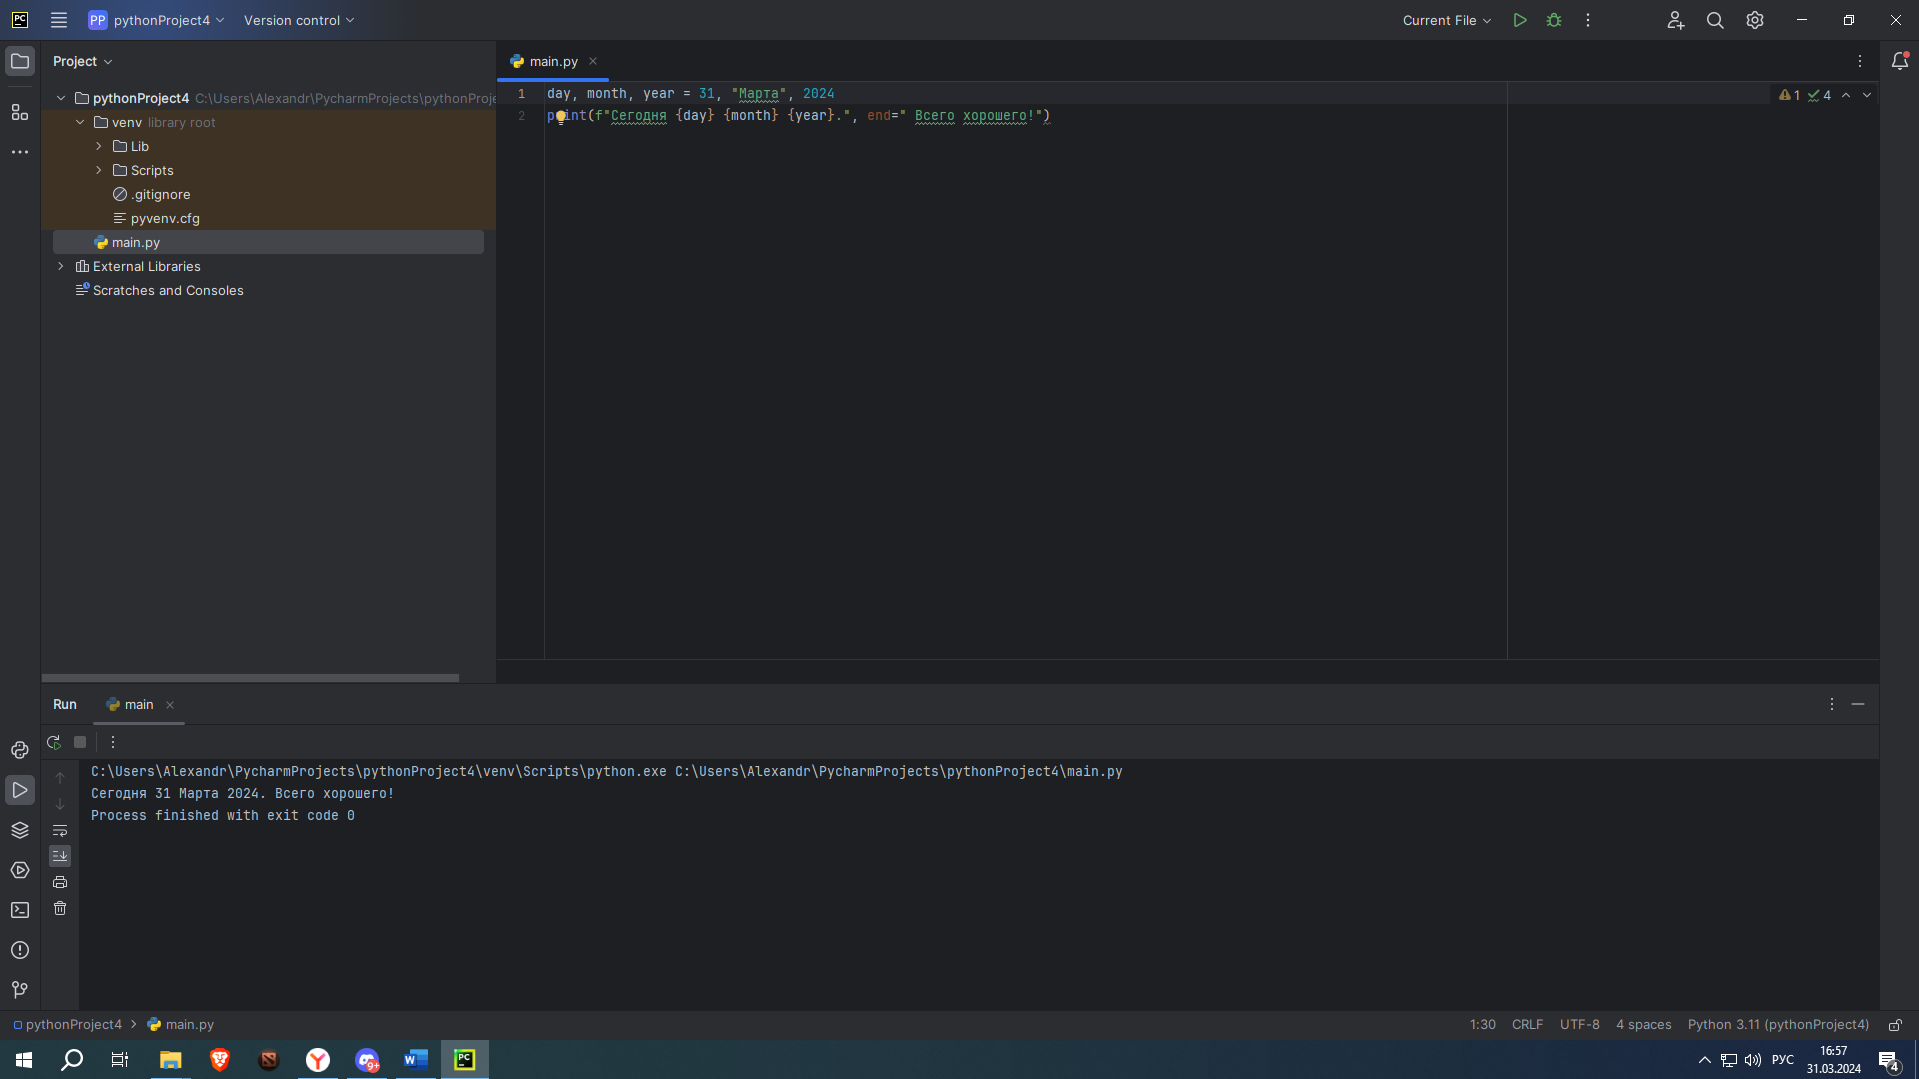 PC
PP pythonProject4
Version control
Current File
Project
pythonProject4 C:\Users\Alexandr\PycharmProjects\pythonProje
venv library root
Lib
Scripts
.gitignore
pyvenv.cfg
main.py
External Libraries
Scratches and Consoles
main.py
1 day, month, year = 31, "Марта", 2024
1 4
2 print(f"Сегодня {day} {month} {year}.", end=" Всего хорошего!")
Run main
C:\Users\Alexandr\PycharmProjects\pythonProject4\venv\Scripts\python.exe C:\Users\Alexandr\PycharmProjects\pythonProject4\main.py
Сегодня 31 Марта 2024. Всего хорошего!
Process finished with exit code 0
pythonProject4 > main.py
1:30 CRLF UTF-8 4 spaces Python 3.11 (pythonProject4)
9+
W
PC
РУС
16:57
31.03.2024
4